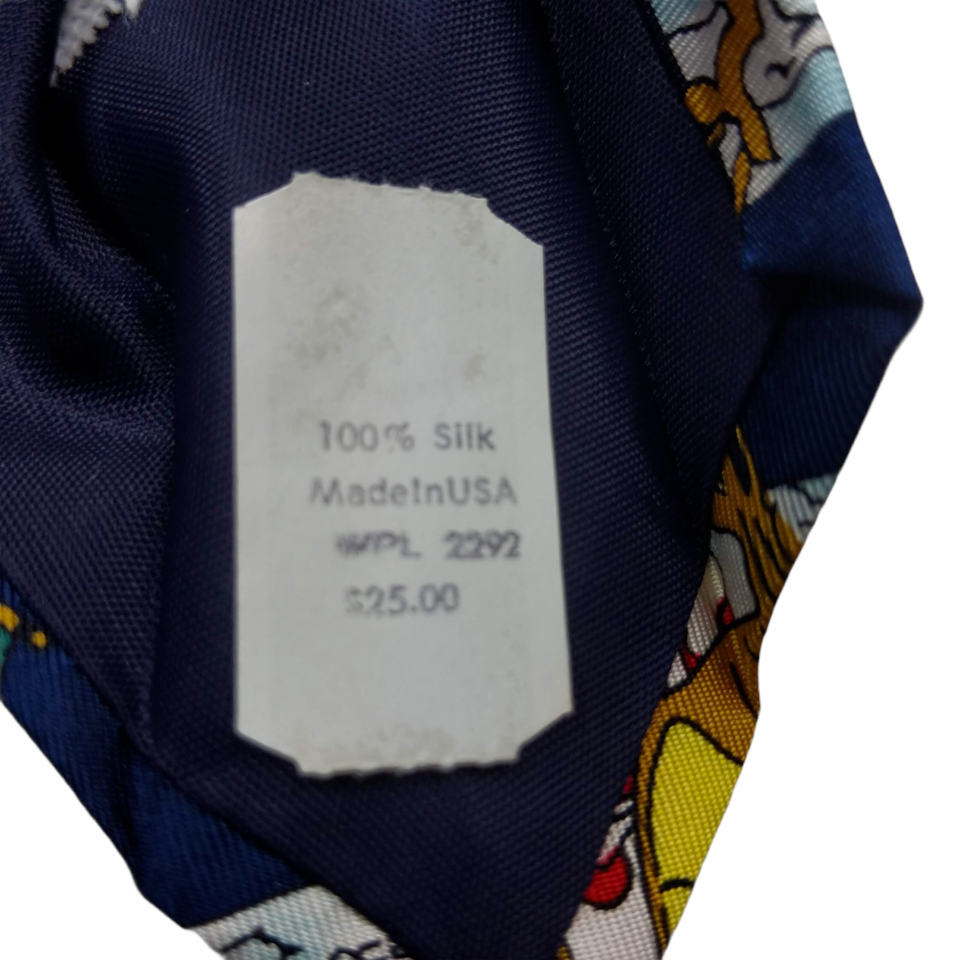 100% Silk
MadeInUSA
WPL 2292
$25.00